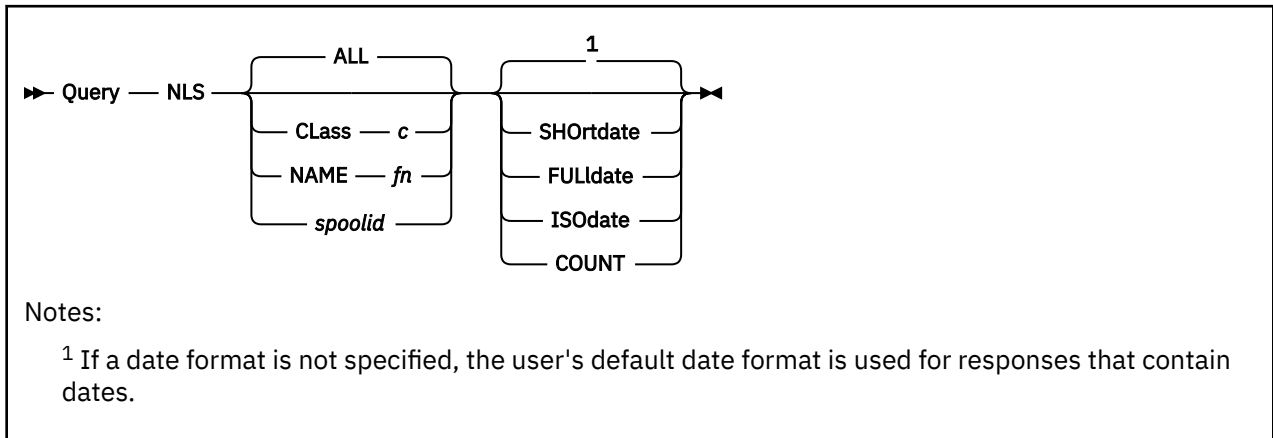 ALL
1
Query NLS
CLass c
SHOrtdate
NAME fn
FULldate
spoolid
ISOdate
COUNT
Notes:
1 If a date format is not specified, the user's default date format is used for responses that contain
dates.